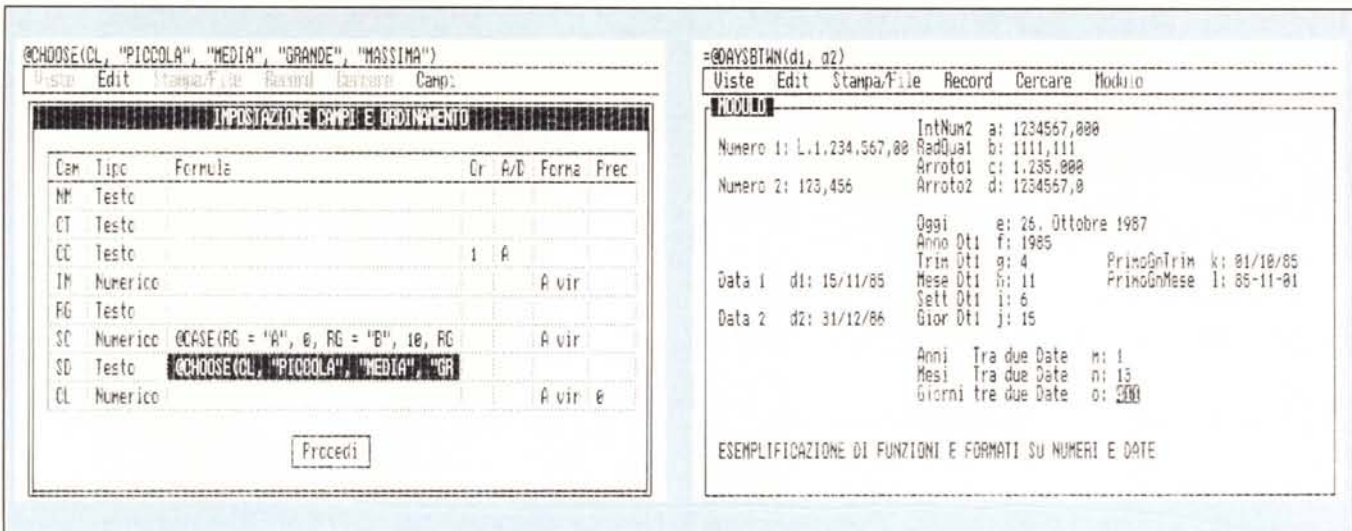 @CHOOSE(CL, "PICCOLA", "MEDIA", "GRANDE", "MASSIMA")
Viste Edit Stampa/File Record Cercare Campi
IMPOSTAZIONE CAMPI E ORDINAMENTO
Cam Tipo Formula Or A/D Forma Prec
NM Testo
CT Testo
CC Testo 1 A
IM Numerico A vir
RG Testo
SC Numerico @CASE(RG = "A", 0, RG = "B", 10, RG A vir
SD Testo @CHOOSE(CL, "PICCOLA", "MEDIA", "GR
CL Numerico A vir 0
Procedi
=@DAYSBTWN(d1, d2)
Viste Edit Stampa/File Record Cercare Modulo
MODULO
IntNum2 a: 1234567,000
Numero 1: L.1.234.567,00 RadQua1 b: 1111,111
Arroto1 c: 1.235.000
Numero 2: 123,456 Arroto2 d: 1234567,0
Oggi e: 26. Ottobre 1987
Anno Dt1 f: 1985
Trim Dt1 g: 4 PrimoGnTrim k: 01/10/85
Data 1 d1: 15/11/85 Mese Dt1 h: 11 PrimoGnMese l: 85-11-01
Sett Dt1 i: 6
Data 2 d2: 31/12/86 Gior Dt1 j: 15
Anni Tra due Date m: 1
Mesi Tra due Date n: 13
Giorni tre due Date o:
ESEMPLIFICAZIONE DI FUNZIONI E FORMATI SU NUMERI E DATE